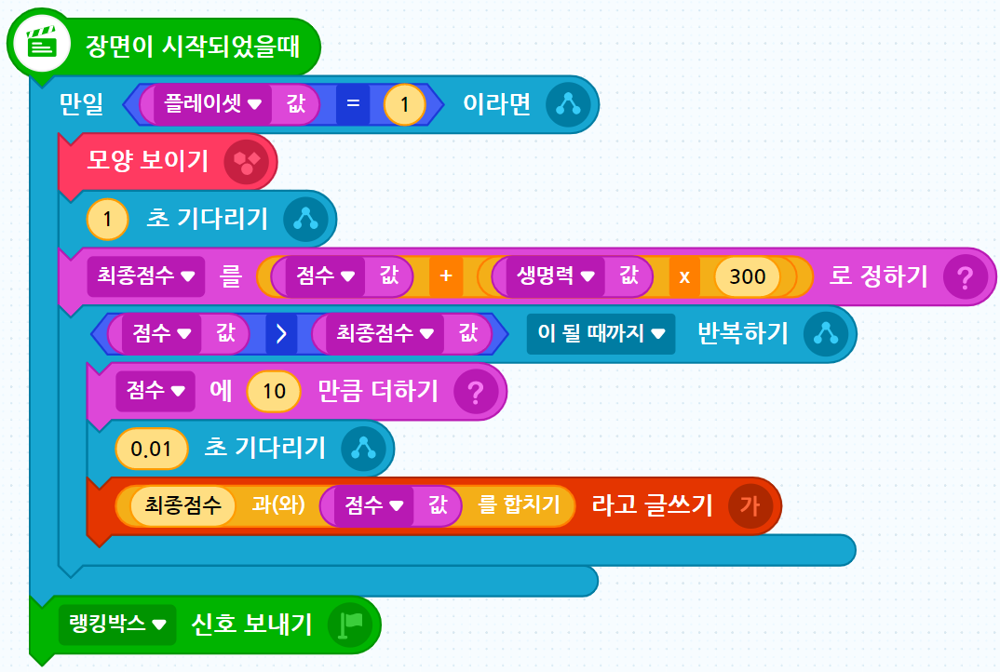 장면이 시작되었을때
만일 플레이셋 값 = 1 이라면
모양 보이기
1 초 기다리기
최종점수 를 점수 값 + 생명력 값 x 300 로 정하기 ?
점수 값 > 최종점수 값 이 될 때까지 반복하기
점수 에 10 만큼 더하기 ?
0.01 초 기다리기
최종점수 과(와) 점수 값 를 합치기 라고 글쓰기 가
랭킹박스 신호 보내기